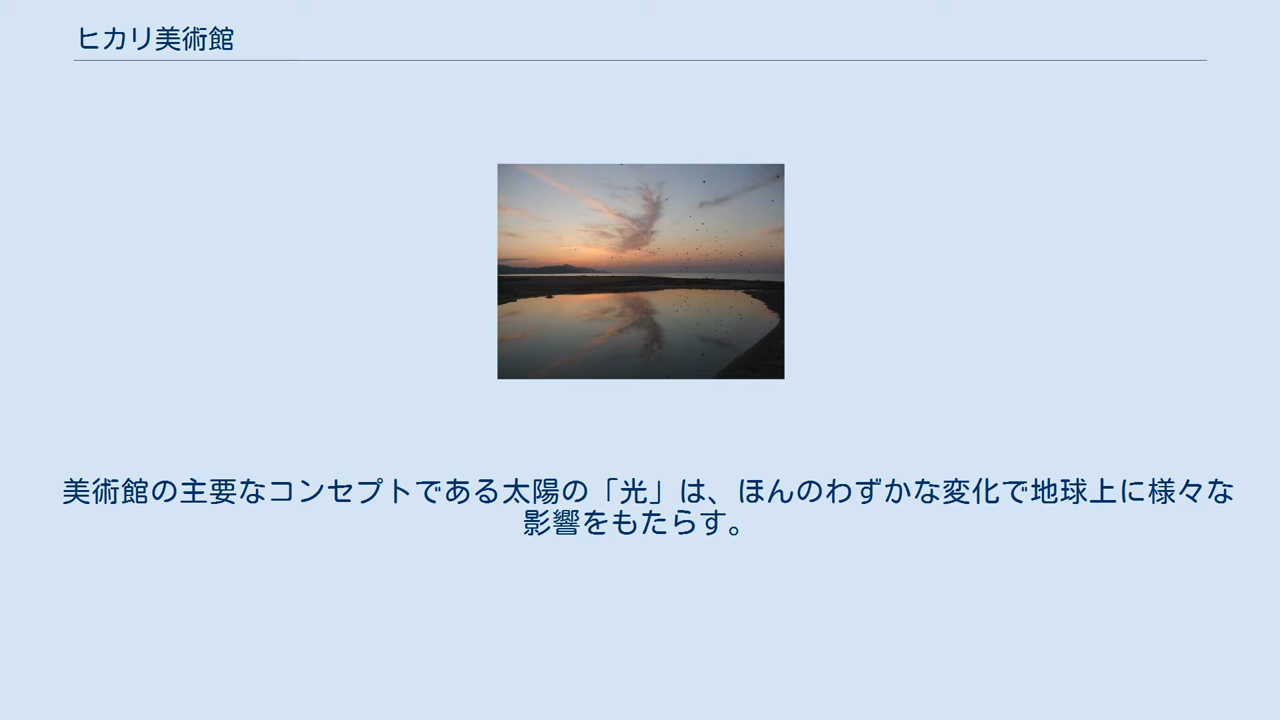 ヒカリ美術館
美術館の主要なコンセプトである太陽の「光」は、ほんのわずかな変化で地球上に様々な
影響をもたらす。